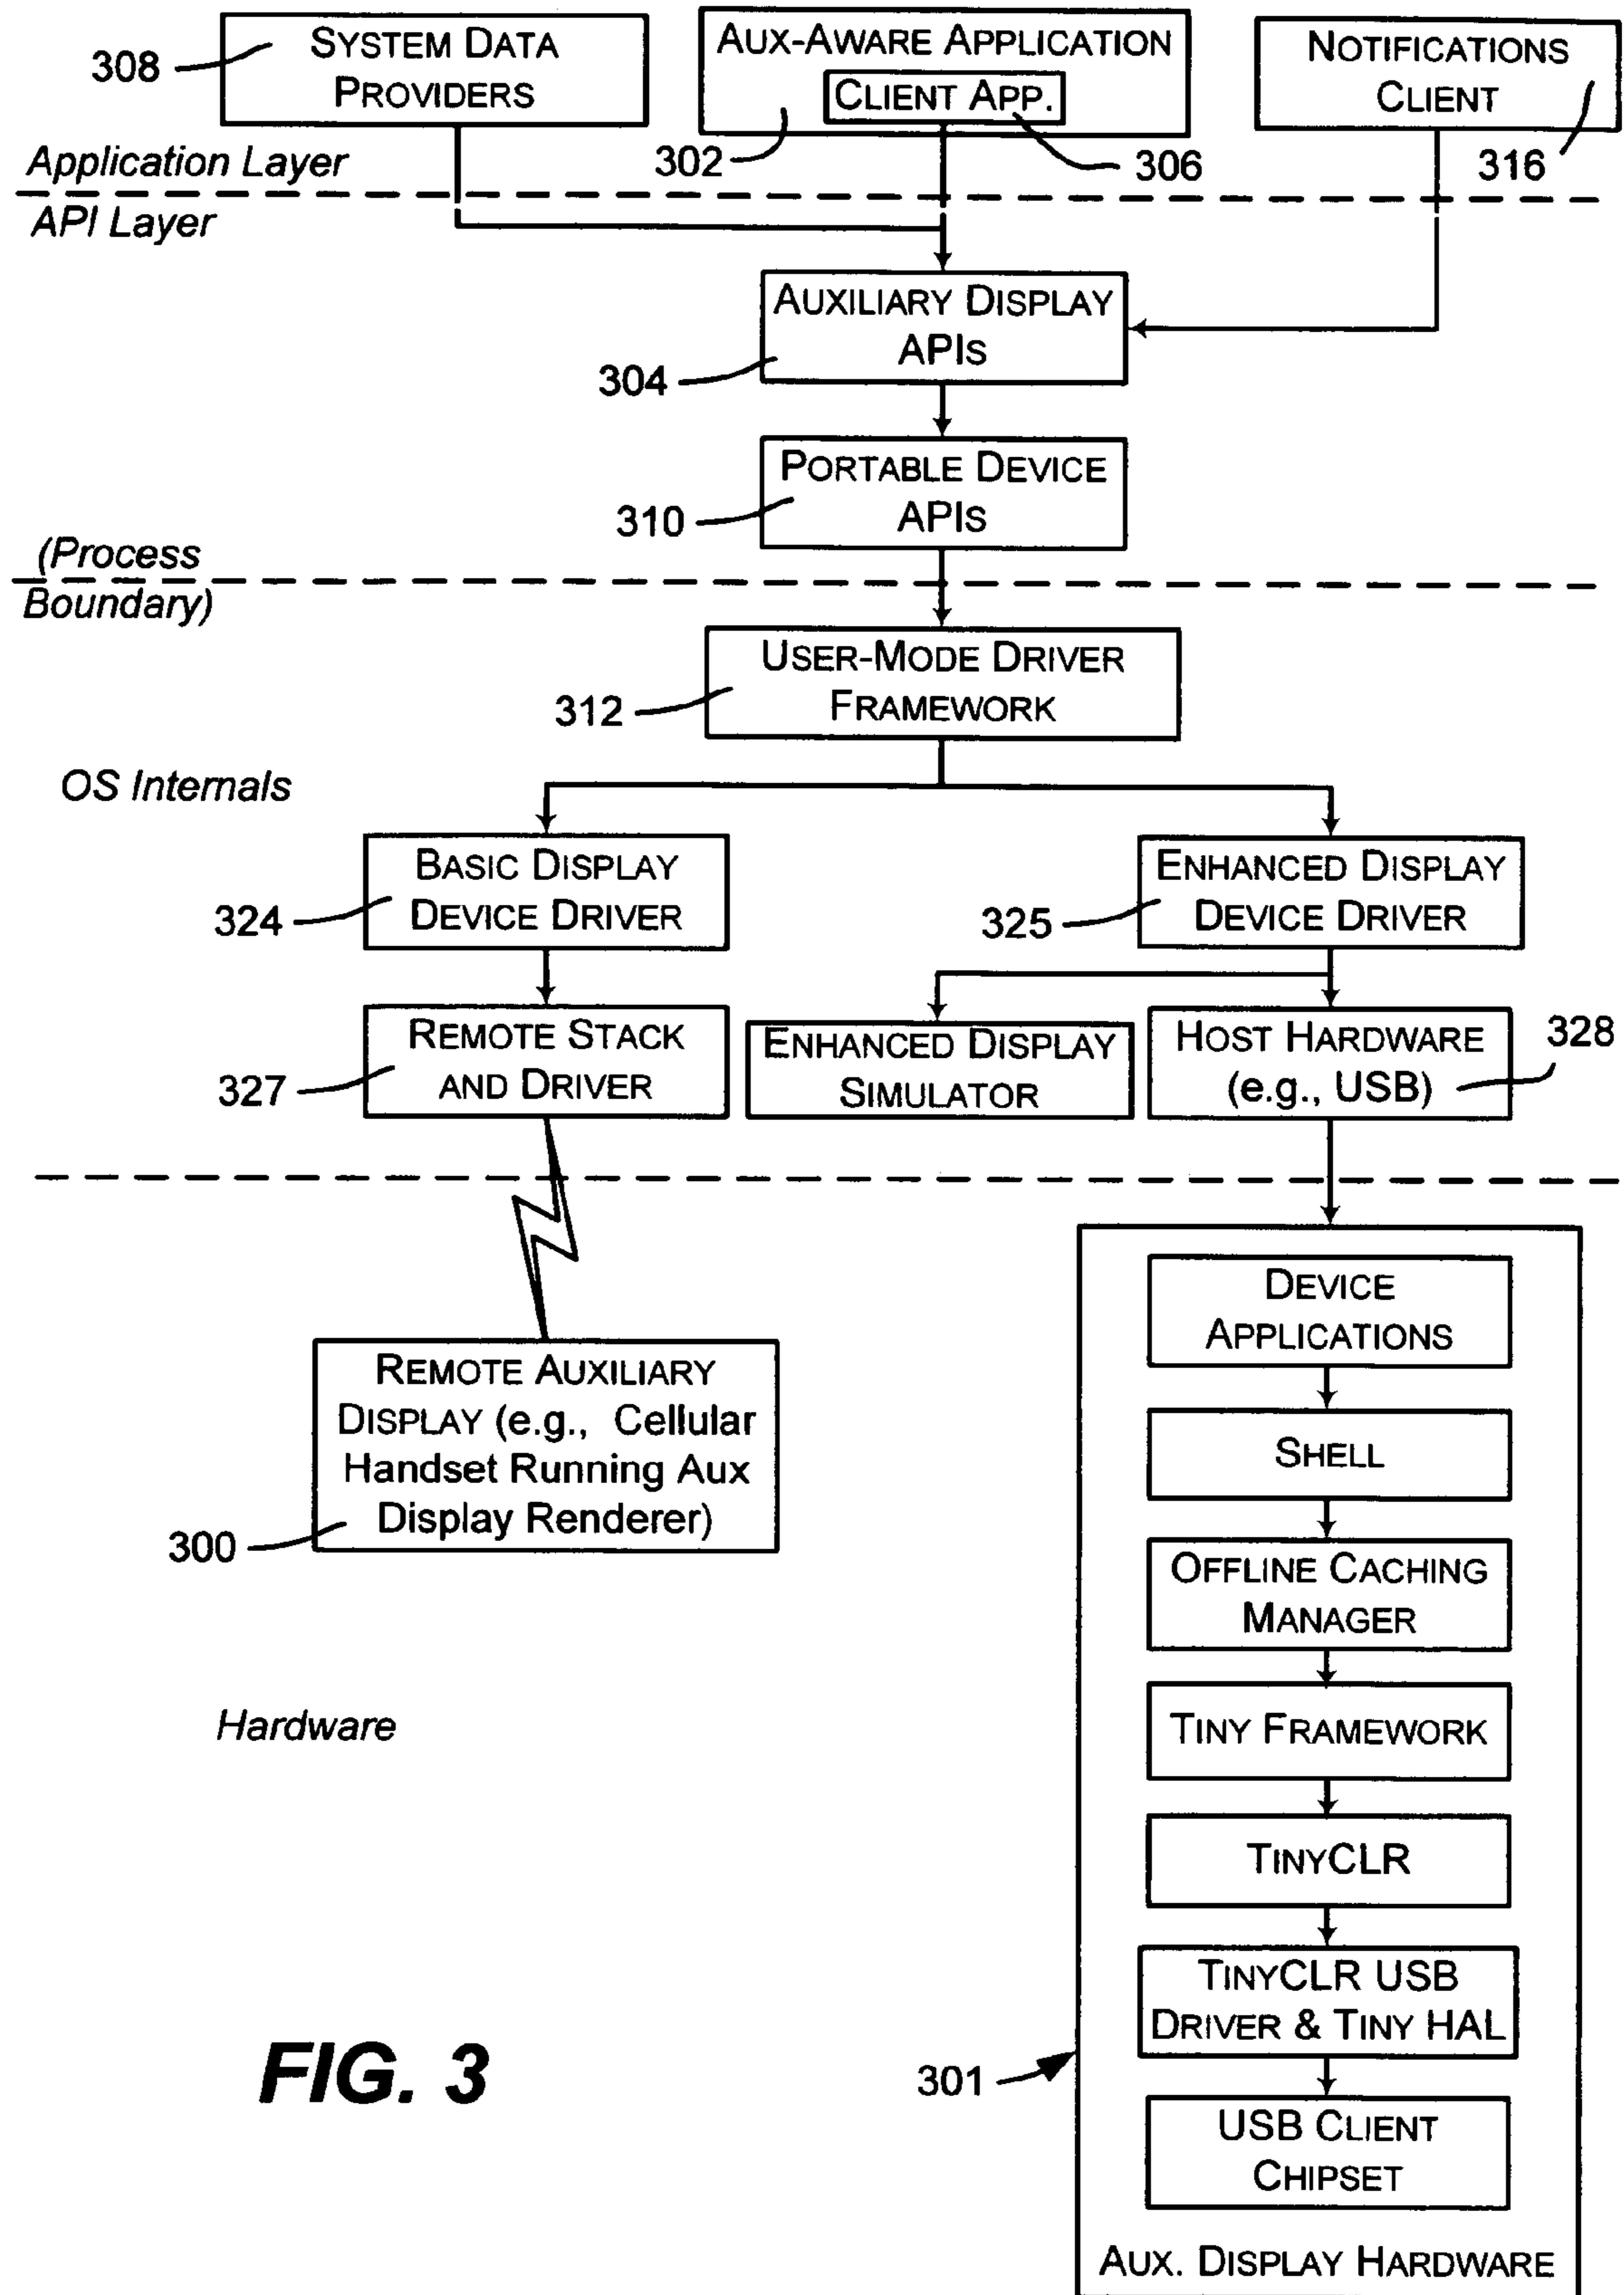 SYSTEM DATA
PROVIDERS
308
AUX-AWARE APPLICATION
CLIENT APP.
302
306
NOTIFICATIONS
CLIENT
316
Application Layer
API Layer
AUXILIARY DISPLAY
APIS
304
PORTABLE DEVICE
APIS
310
(Process
Boundary)
USER-MODE DRIVER
FRAMEWORK
312
OS Internals
BASIC DISPLAY
DEVICE DRIVER
324
ENHANCED DISPLAY
DEVICE DRIVER
325
REMOTE STACK
AND DRIVER
327
ENHANCED DISPLAY
SIMULATOR
HOST HARDWARE
(e.g., USB)
328
REMOTE AUXILIARY
DISPLAY (e.g., Cellular
Handset Running Aux
Display Renderer)
300
Hardware
DEVICE
APPLICATIONS
SHELL
OFFLINE CACHING
MANAGER
TINY FRAMEWORK
TINYCLR
TINYCLR USB
DRIVER & TINY HAL
USB CLIENT
CHIPSET
AUX. DISPLAY HARDWARE
301
FIG. 3